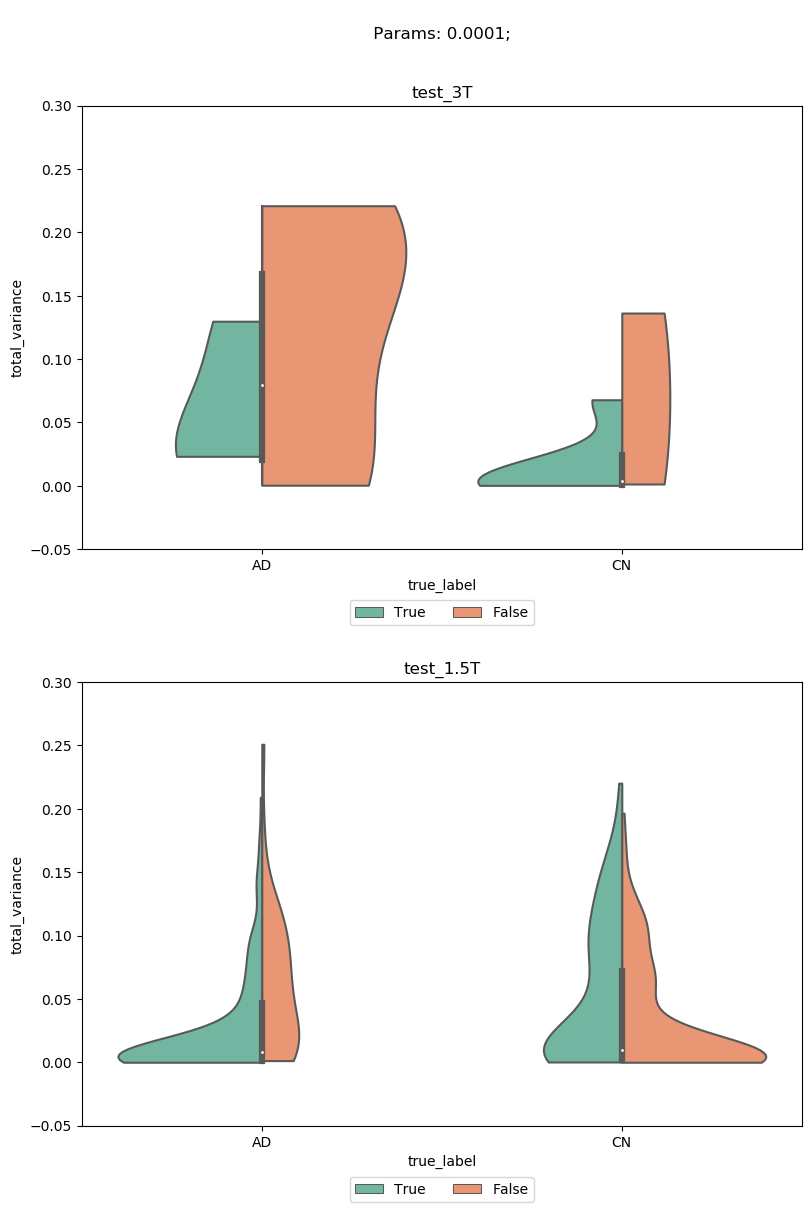 Params: 0.0001;
test_3T
0.30
0.25
0.20
0.15
0.10
0.05
0.00
−0.05
total_variance
AD CN
true_label
True False
test_1.5T
0.30
0.25
0.20
0.15
0.10
0.05
0.00
−0.05
total_variance
AD CN
true_label
True False